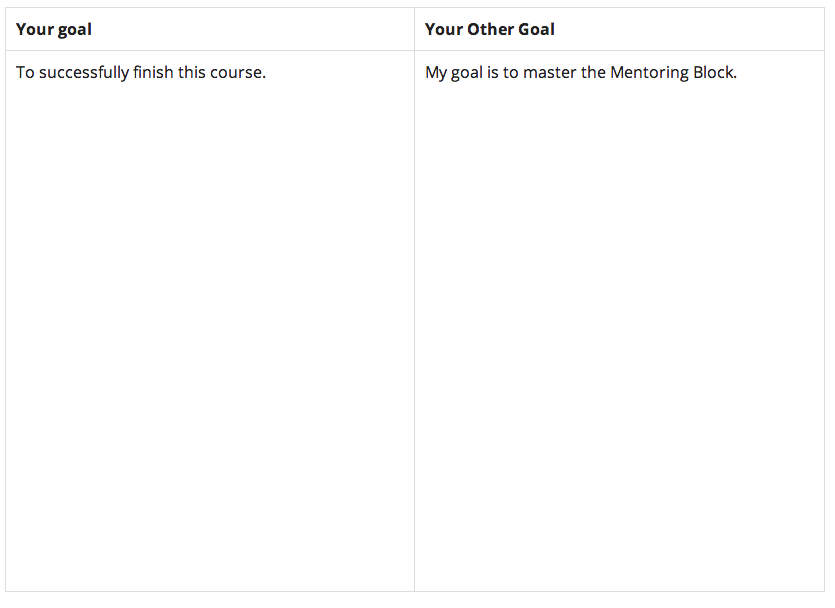 Your goal
Your Other Goal
To successfully finish this course.
My goal is to master the Mentoring Block.